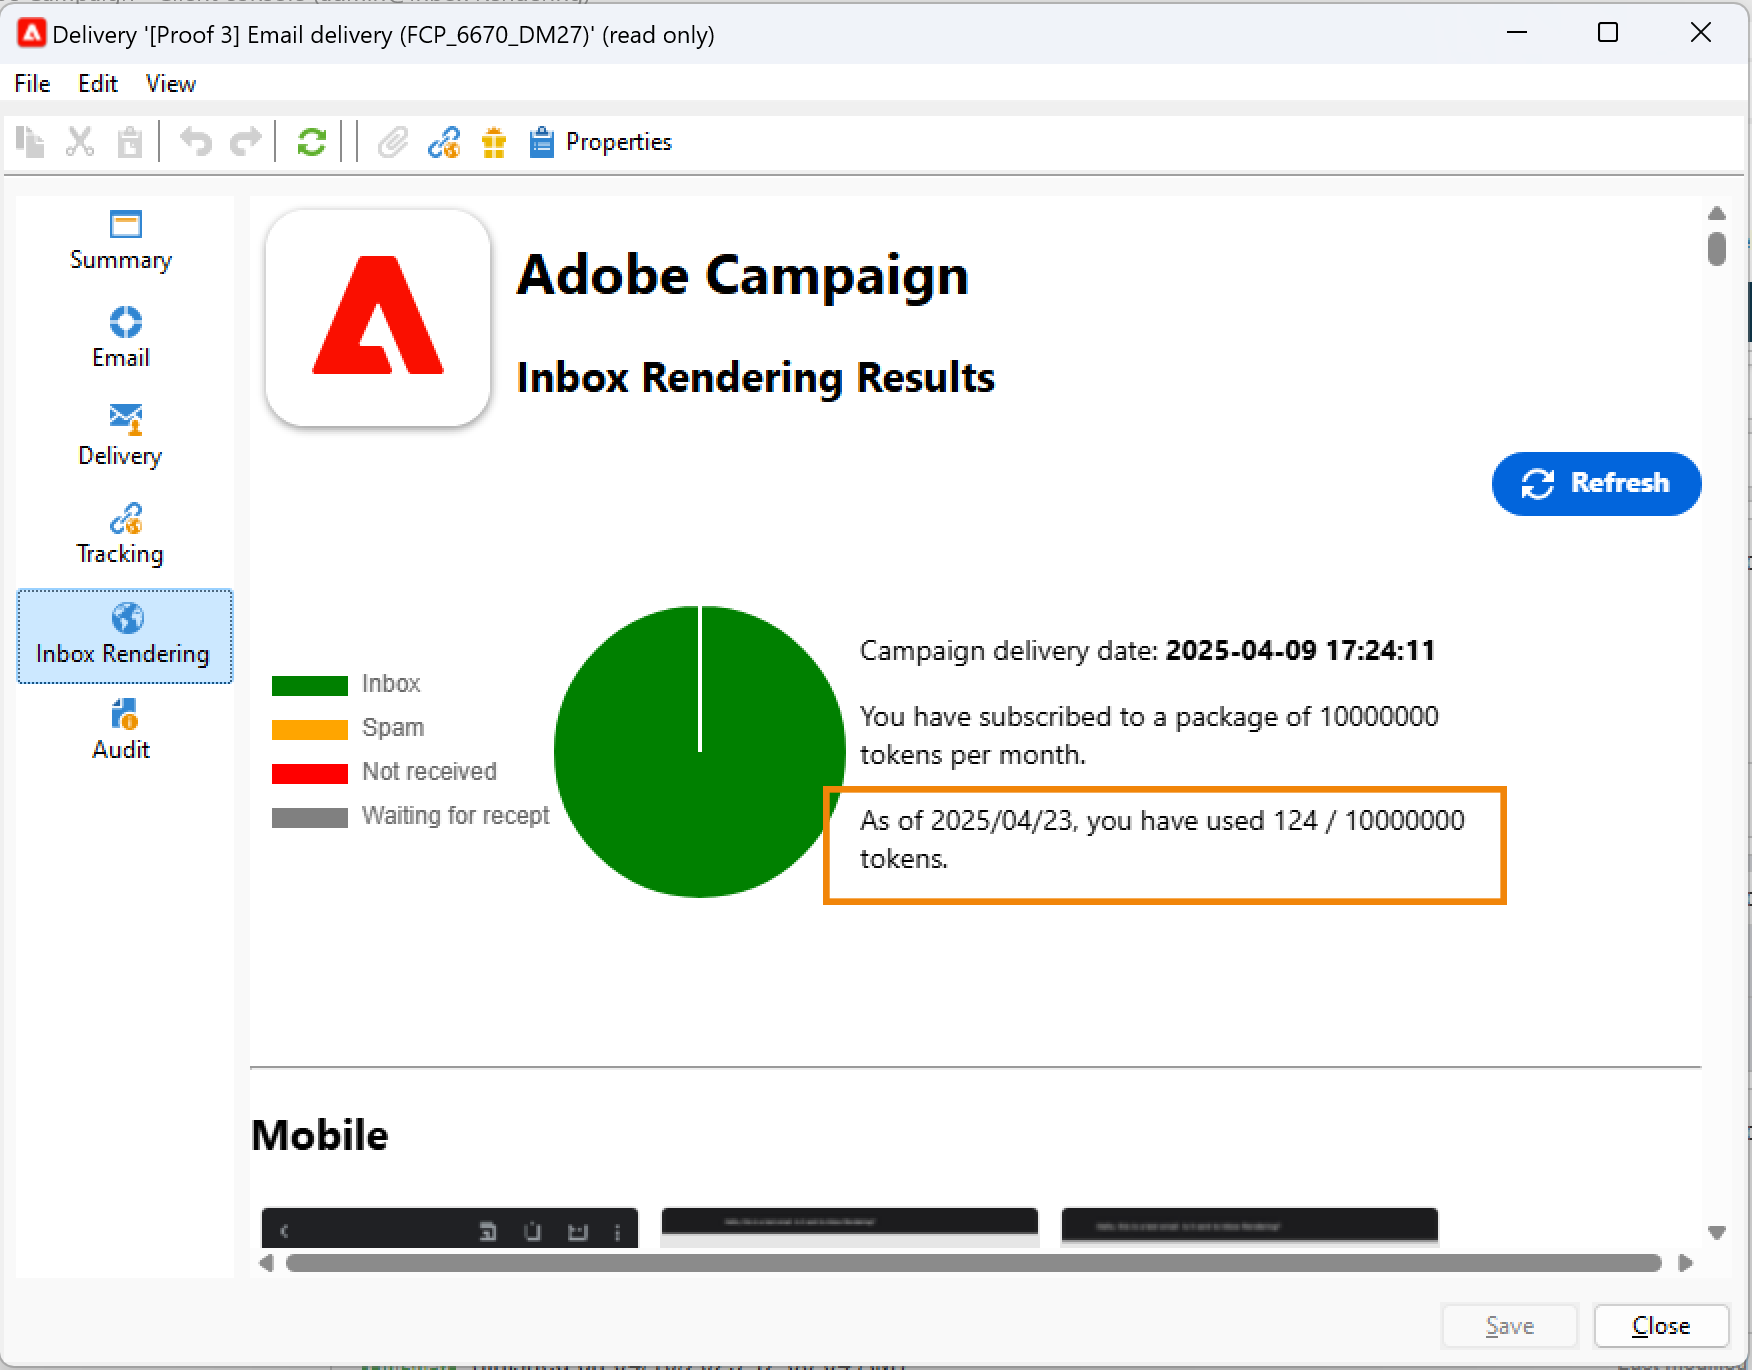 Delivery '[Proof 3] Email delivery (FCP_6670_DM27)' (read only)
File Edit View
Properties
Summary
Email
Delivery
Tracking
Inbox Rendering
Audit
Adobe Campaign
Inbox Rendering Results
Refresh
Inbox
Spam
Not received
Waiting for recept
Campaign delivery date: 2025-04-09 17:24:11
You have subscribed to a package of 10000000
tokens per month.
As of 2025/04/23, you have used 124 / 10000000
tokens.
Mobile
Save Close